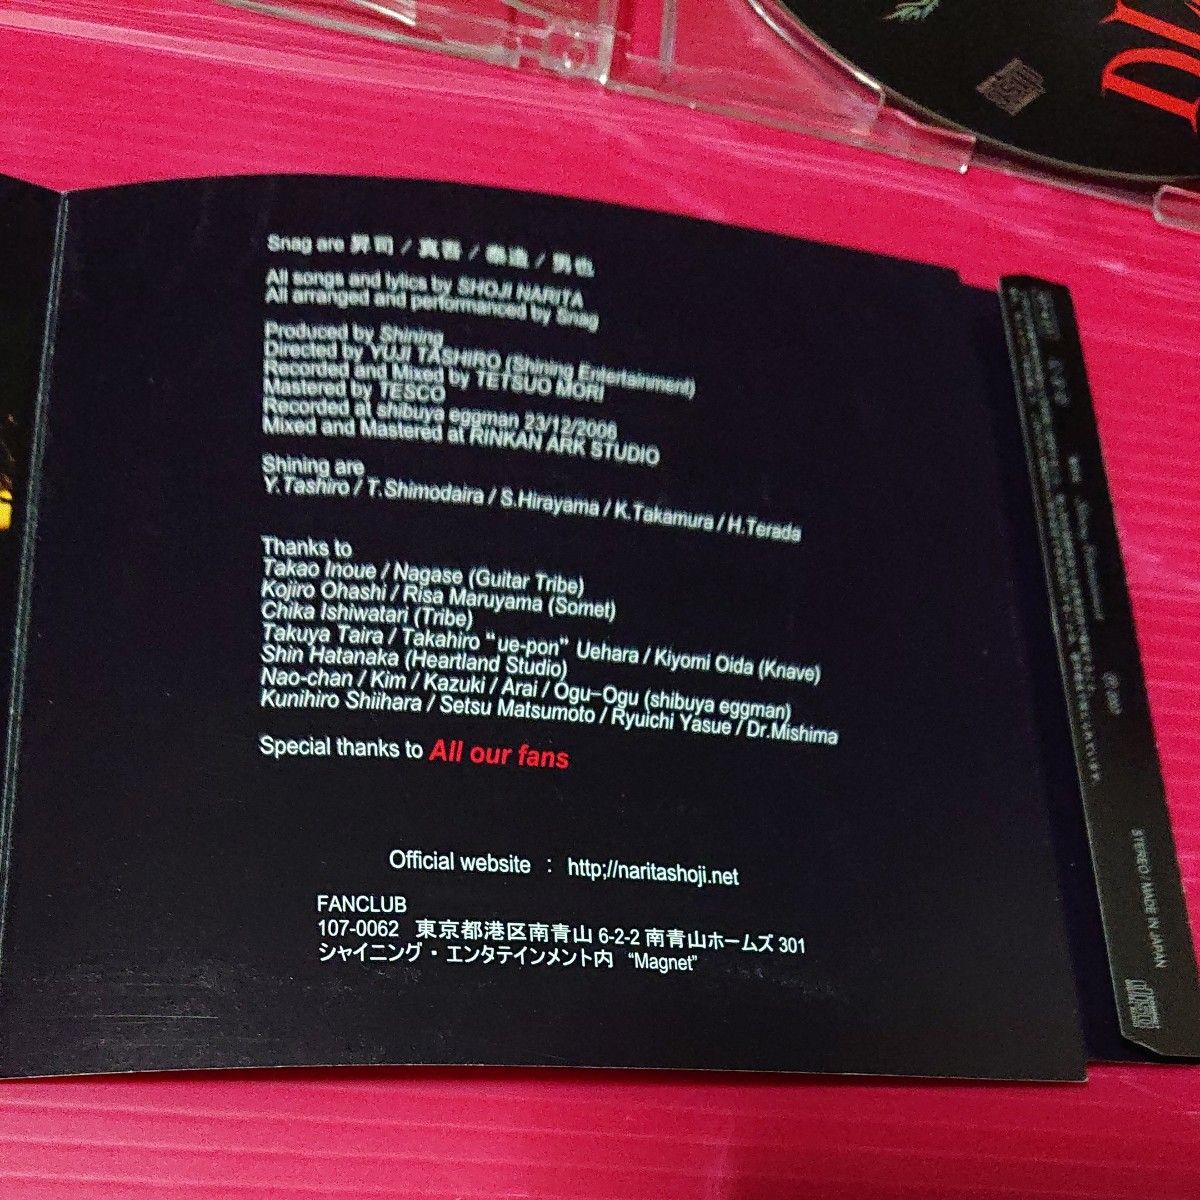 Snag are 昇司 / 真吾 / 泰造 / 男也
All songs and lylics by SHOJI NARITA
All arranged and performanced by Snag
Produced by Shining
Directed by YUJI TASHIRO (Shining Entertainment)
Recorded and Mixed by TETSUO MORI
Mastered by TESCO
Recorded at shibuya eggman 23/12/2006
Mixed and Mastered at RINKAN ARK STUDIO
Shining are
Y.Tashiro / T.Shimodaira / S.Hirayama / K.Takamura / H.Terada
Thanks to
Takao Inoue / Nagase (Guitar Tribe)
Kojiro Ohashi / Risa Maruyama (Somet)
Chika Ishiwatari (Tribe)
Takuya Taira / Takahiro “ue-pon” Uehara / Kiyomi Oida (Knave)
Shin Hatanaka (Heartland Studio)
Nao-chan / Kim / Kazuki / Arai / Ogu-Ogu (shibuya eggman)
Kunihiro Shiihara / Setsu Matsumoto / Ryuichi Yasue / Dr.Mishima
Special thanks to All our fans
Official website : http;//naritashoji.net
FANCLUB
107-0062 東京都港区南青山 6-2-2 南青山ホームズ 301
シャイニング・エンタテインメント内 “Magnet”
STEREO MADE IN JAPAN